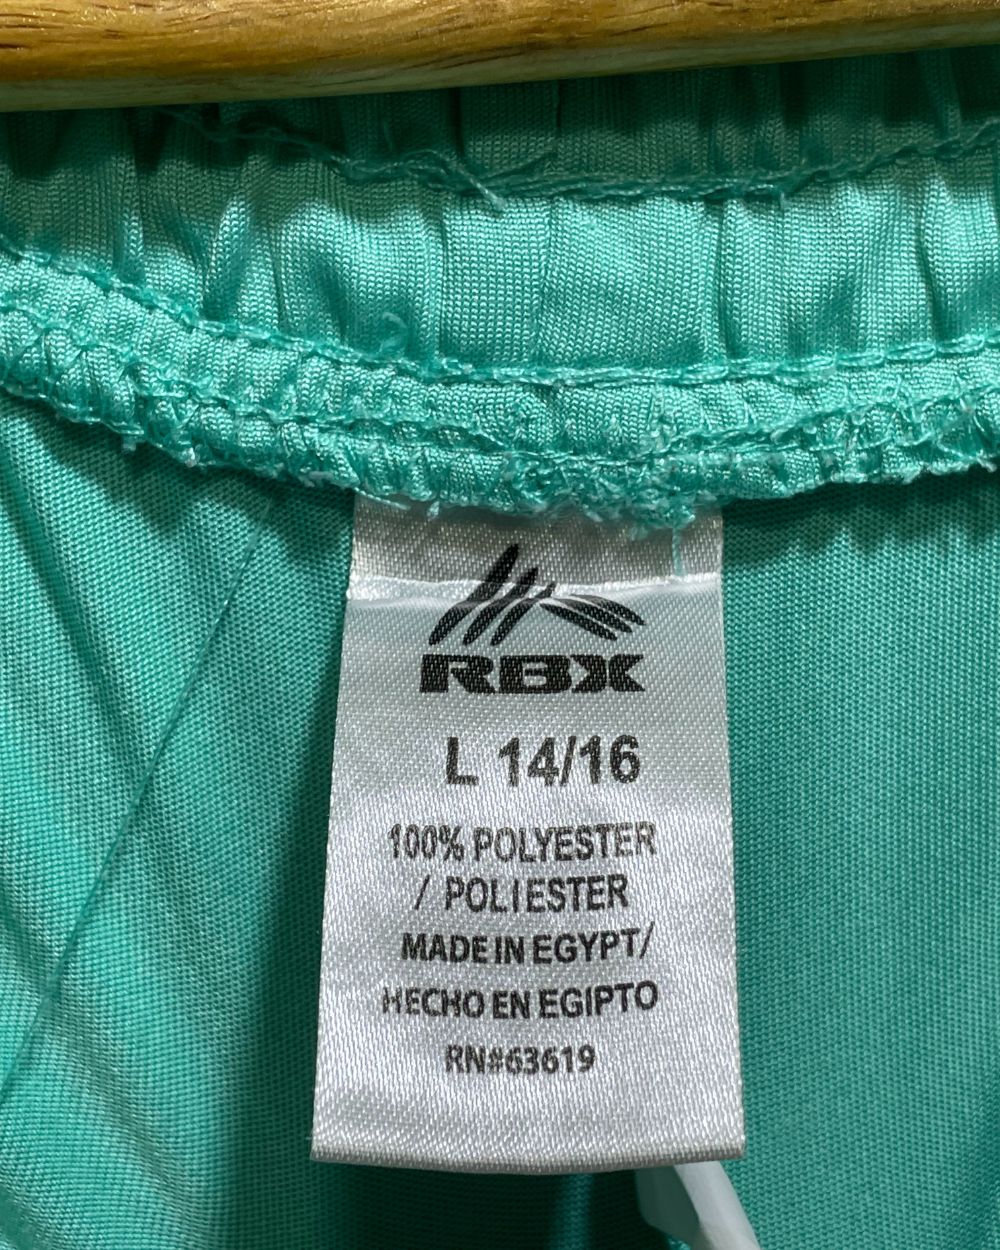 RBX
L 14/16
100% POLYESTER
/ POLIESTER
MADE IN EGYPT/
HECHO EN EGIPTO
RN#63619